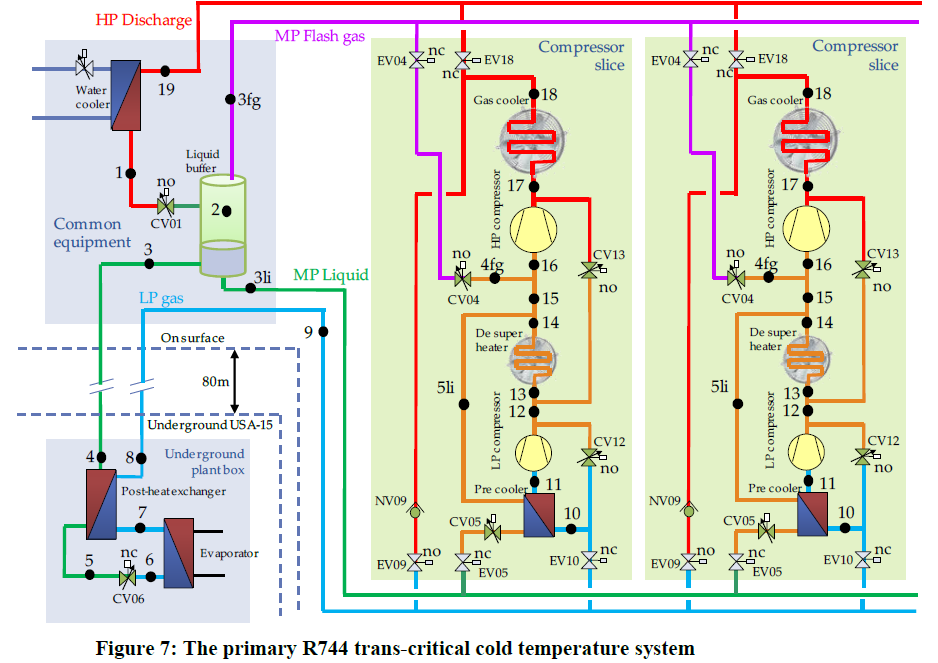 HP Discharge
MP Flash gas
Water
cooler
19
3fg
1
no
CV01
Liquid
buffer
2
Common
equipment
3
3li
MP Liquid
LP gas
9
On surface
80m
Underground USA-15
4
8
Underground
plant box
Post-heat exchanger
7
Evaporator
5
nc
6
CV06
Compressor
slice
EV04
nc
nc
EV18
Gas cooler
18
17
HP compressor
no
CV04
4fg
16
CV13
no
15
14
De super
heater
5li
13
12
LP compressor
CV12
no
Pre cooler
11
NV09
CV05
10
EV09
no
nc
EV05
EV10
nc
Compressor
slice
EV04
nc
nc
EV18
Gas cooler
18
17
HP compressor
no
CV04
4fg
16
CV13
no
15
14
De super
heater
5li
13
12
LP compressor
CV12
no
Pre cooler
11
NV09
CV05
10
EV09
no
nc
EV05
EV10
nc
Figure 7: The primary R744 trans-critical cold temperature system